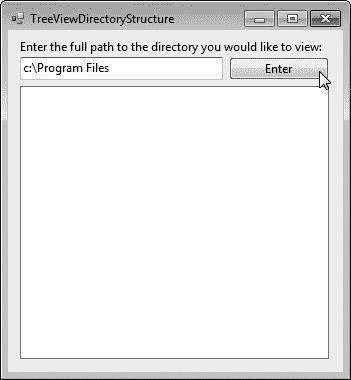 TreeViewDirectoryStructure
Enter the full path to the directory you would like to view:
c:\Program Files
Enter